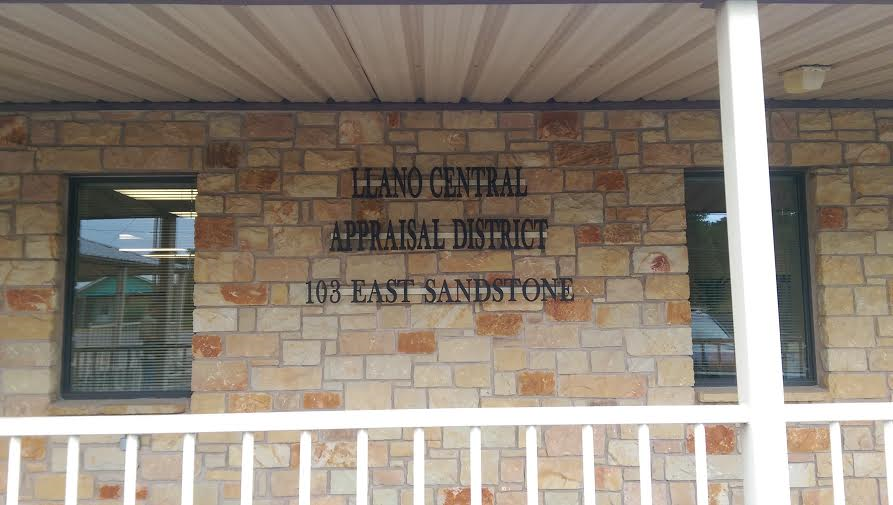 LLANO CENTRAL
APPRAISAL DISTRICT
103 EAST SANDSTONE